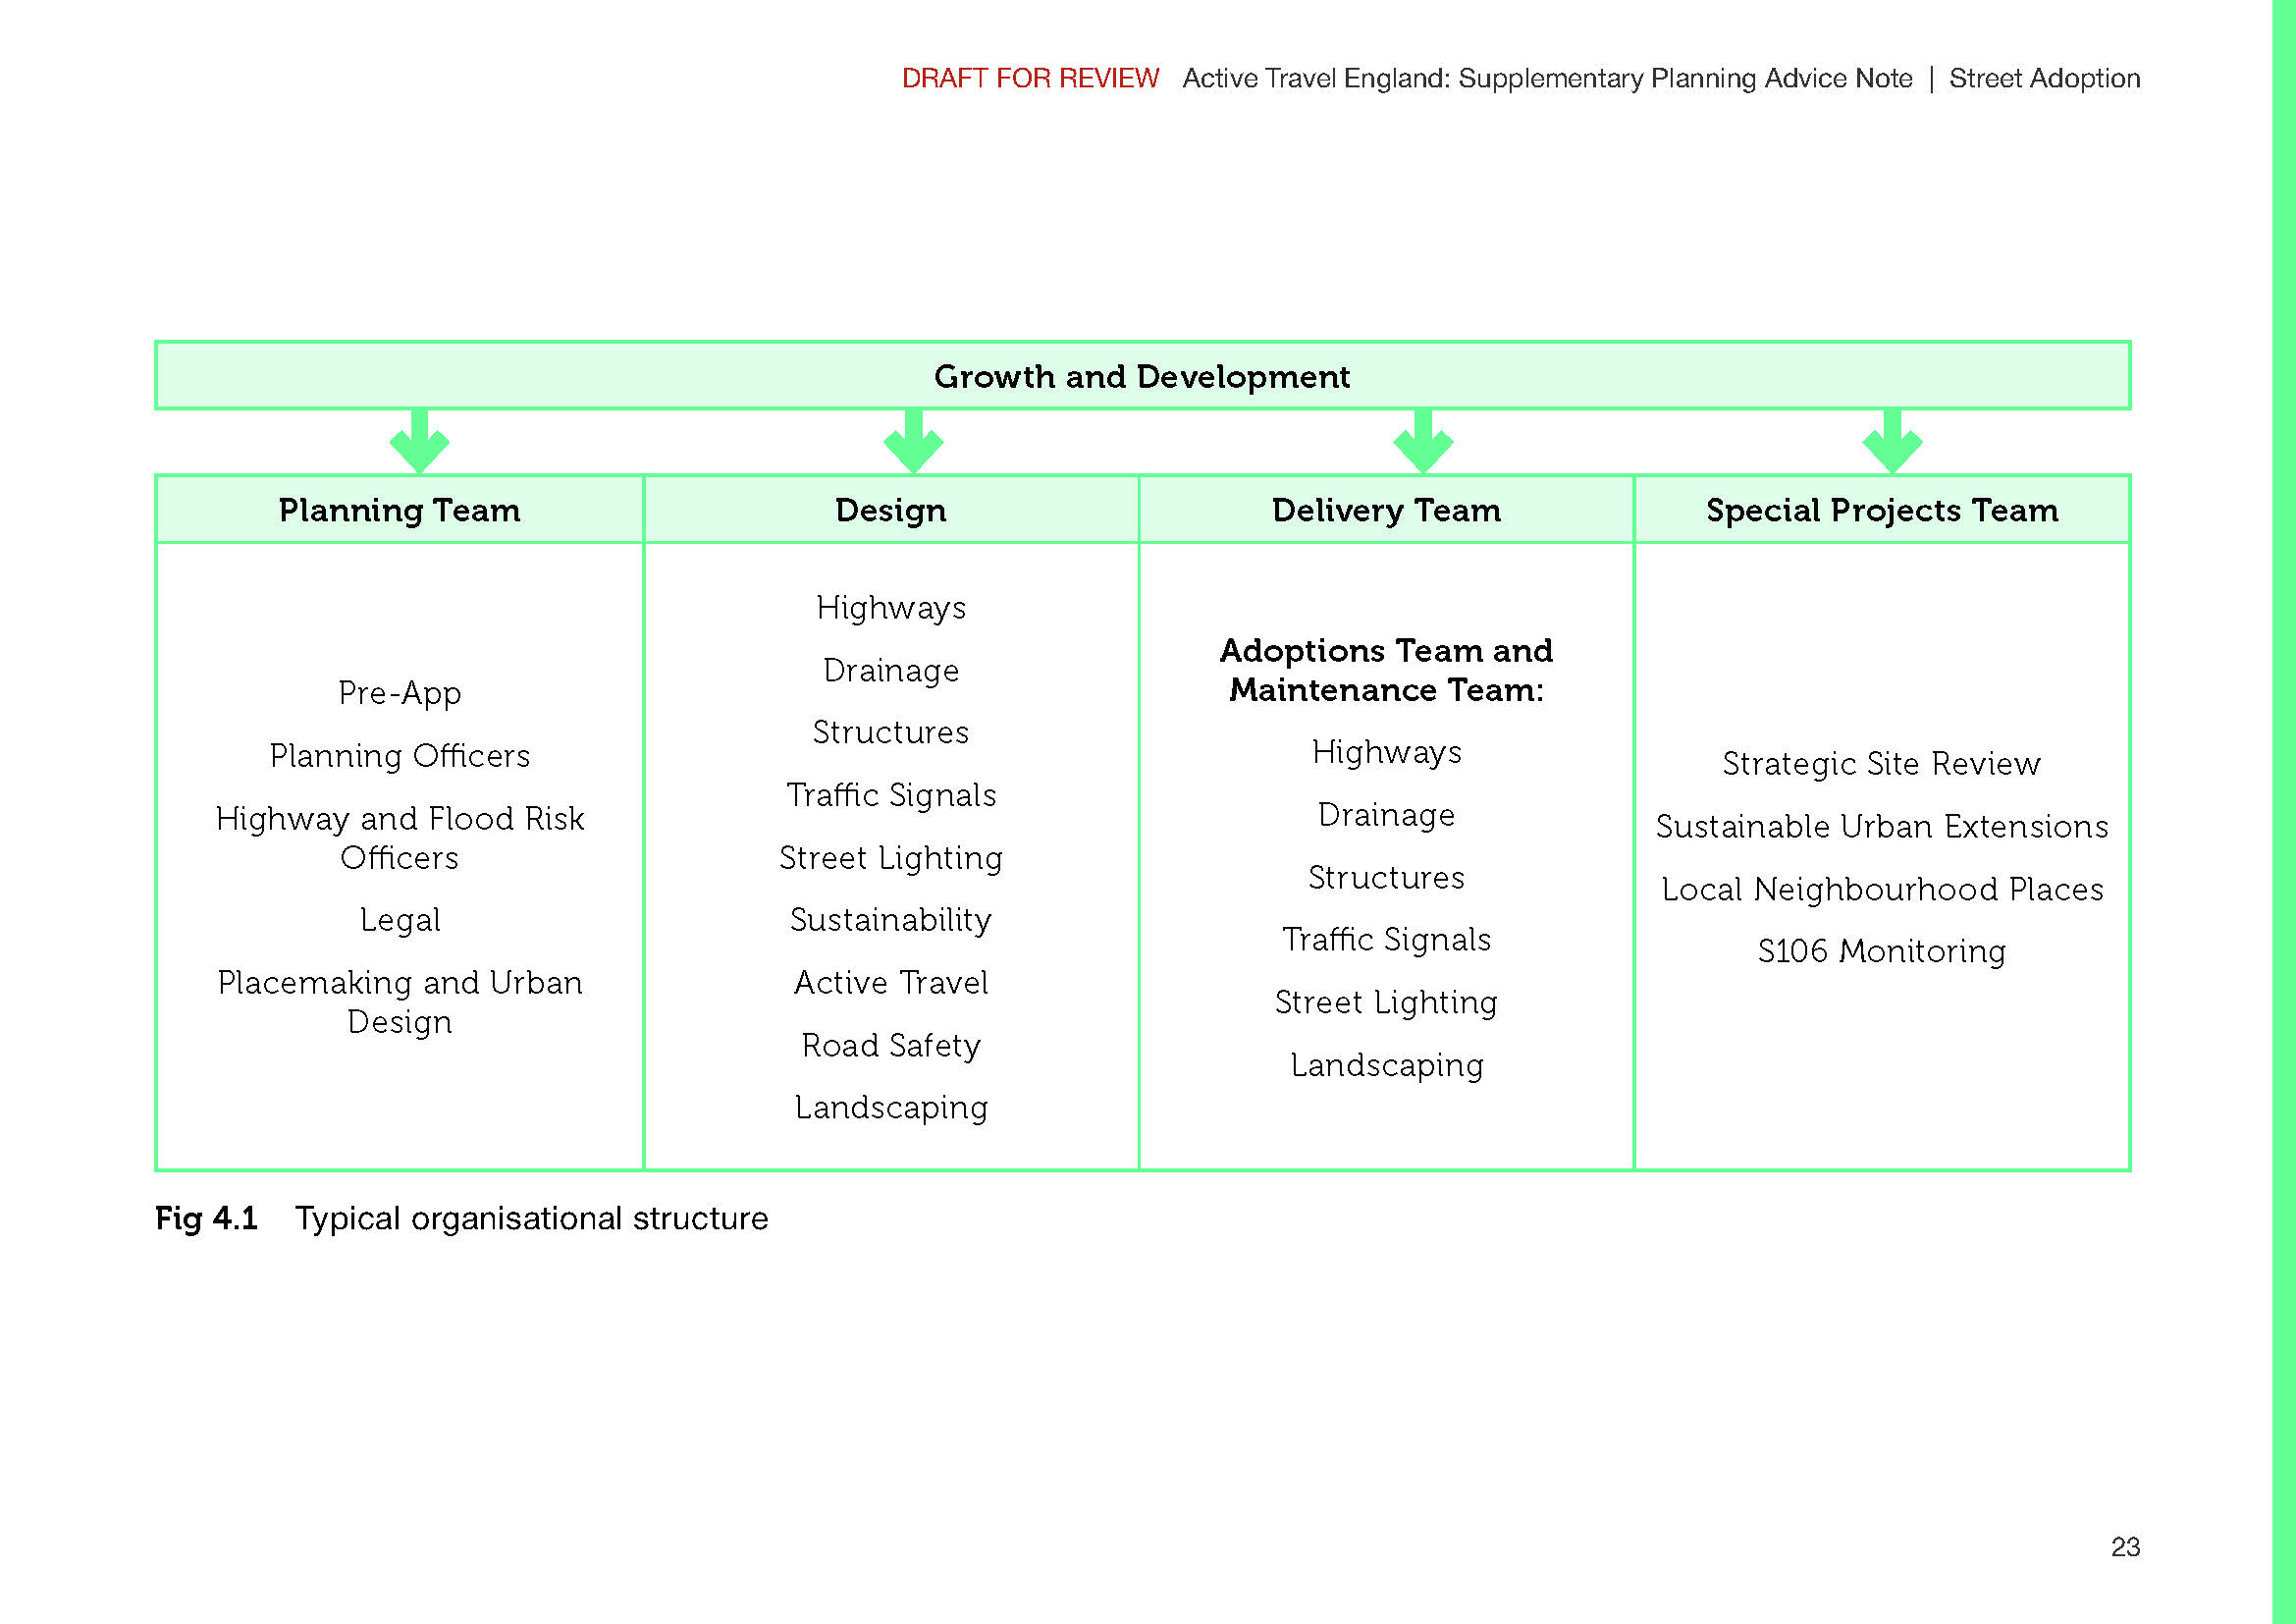 DRAFT FOR REVIEW Active Travel England: Supplementary Planning Advice Note | Street Adoption
Growth and Development
Planning Team
Pre-App
Planning Officers
Highway and Flood Risk
Officers
Legal
Placemaking and Urban
Design
Design
Highways
Drainage
Structures
Traffic Signals
Street Lighting
Sustainability
Active Travel
Road Safety
Landscaping
Delivery Team
Adoptions Team and
Maintenance Team:
Highways
Drainage
Structures
Traffic Signals
Street Lighting
Landscaping
Special Projects Team
Strategic Site Review
Sustainable Urban Extensions
Local Neighbourhood Places
S106 Monitoring
Fig 4.1 Typical organisational structure
23